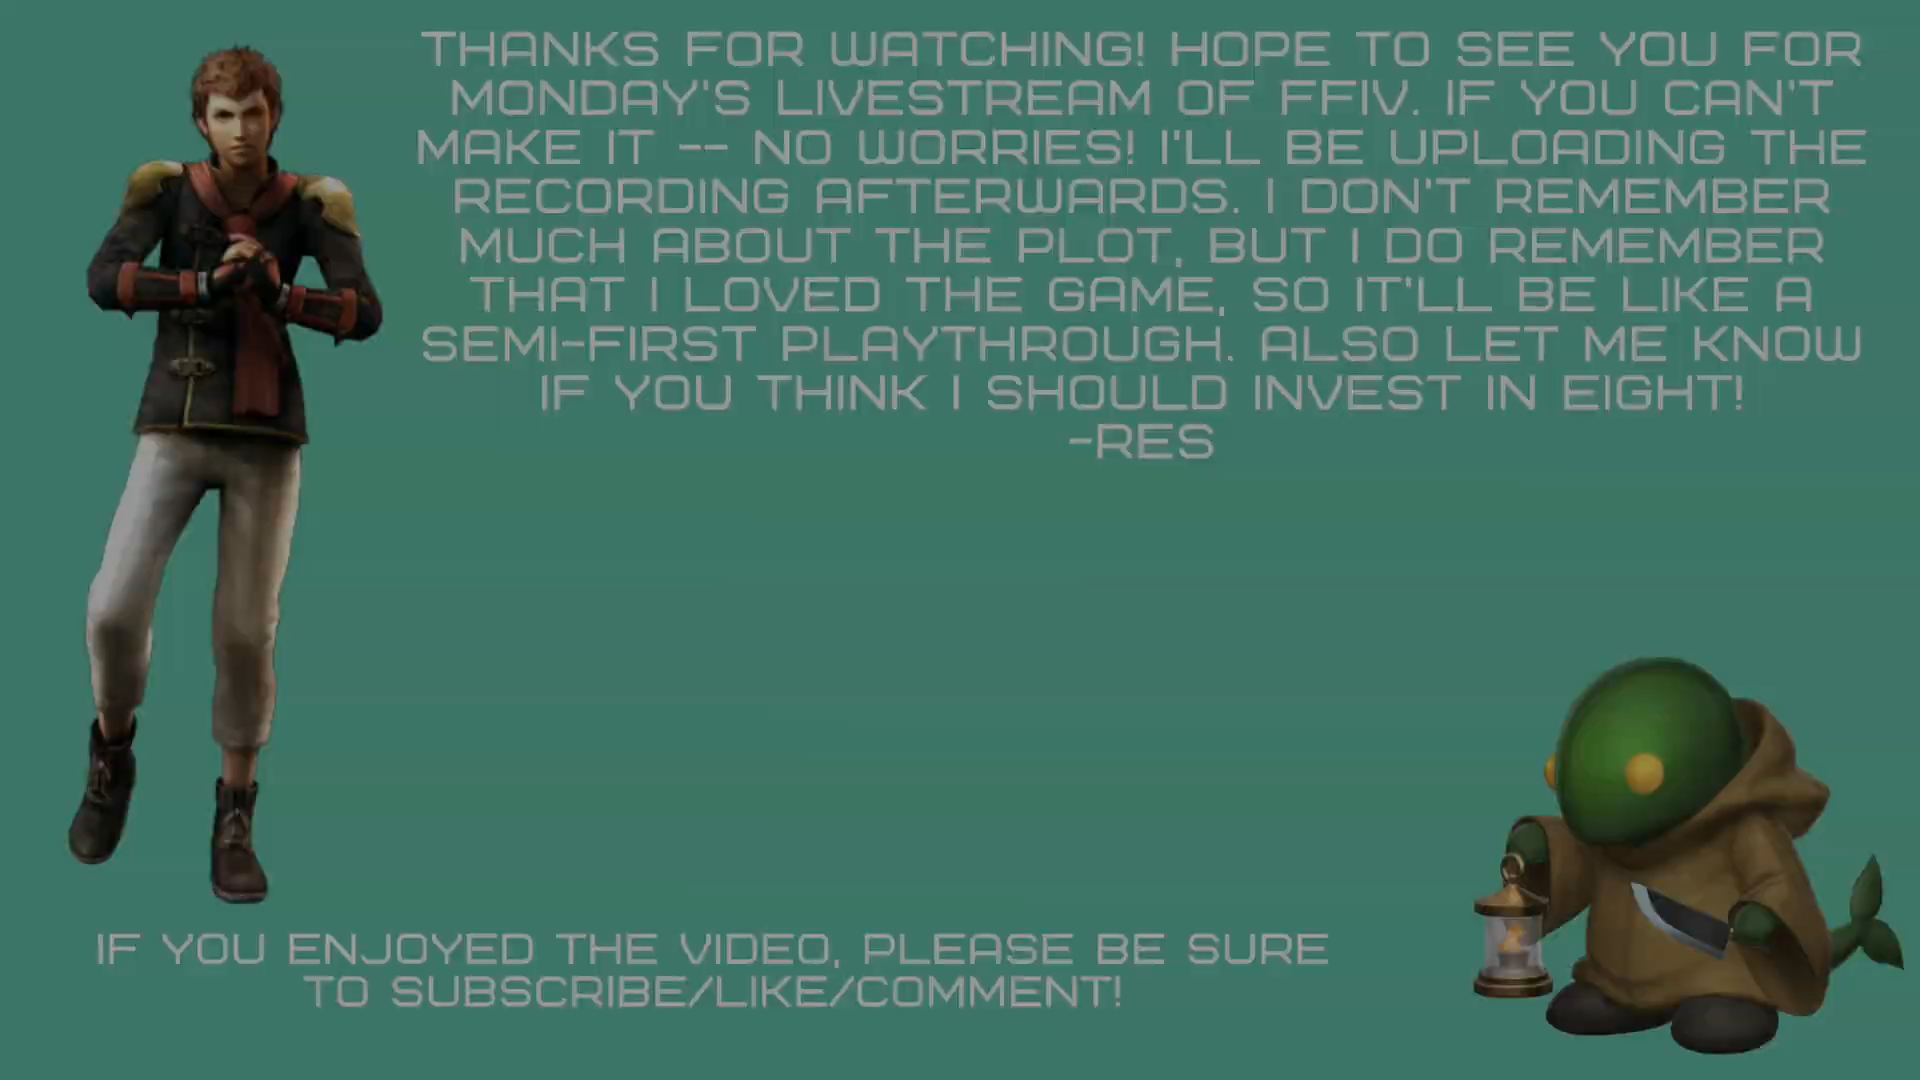 THANKS FOR WATCHING! HOPE TO SEE YOU FOR
MONDAY'S LIVESTREAM OF FFIV. IF YOU CAN'T
MAKE IT -- NO WORRIES! I'LL BE UPLOADING THE
RECORDING AFTERWARDS. I DON'T REMEMBER
MUCH ABOUT THE PLOT, BUT I DO REMEMBER
THAT I LOVED THE GAME, SO IT'LL BE LIKE A
SEMI-FIRST PLAYTHROUGH. ALSO LET ME KNOW
IF YOU THINK I SHOULD INVEST IN EIGHT!
-RES
IF YOU ENJOYED THE VIDEO, PLEASE BE SURE
TO SUBSCRIBE/LIKE/COMMENT!